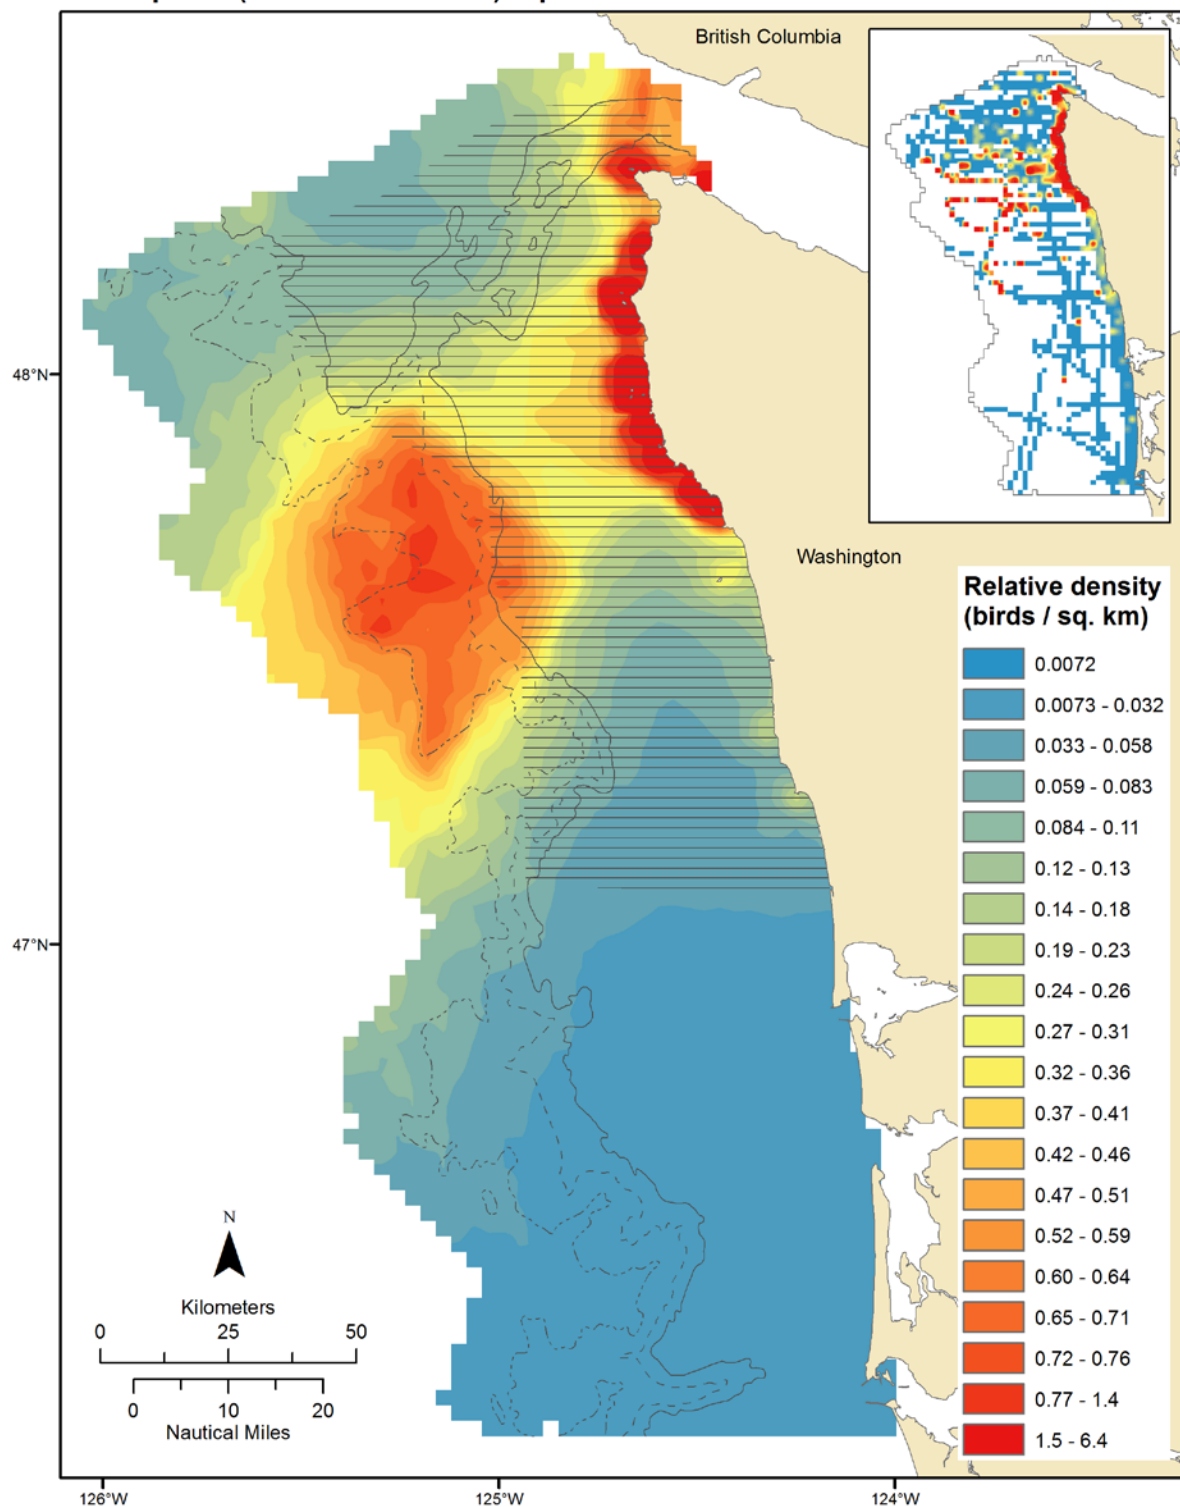 British Columbia
Washington
48°N
47°N
126°W
125°W
124°W
N
Kilometers
0 25 50
0 10 20
Nautical Miles
Relative density
(birds / sq. km)
0.0072
0.0073 - 0.032
0.033 - 0.058
0.059 - 0.083
0.084 - 0.11
0.12 - 0.13
0.14 - 0.18
0.19 - 0.23
0.24 - 0.26
0.27 - 0.31
0.32 - 0.36
0.37 - 0.41
0.42 - 0.46
0.47 - 0.51
0.52 - 0.59
0.60 - 0.64
0.65 - 0.71
0.72 - 0.76
0.77 - 1.4
1.5 - 6.4